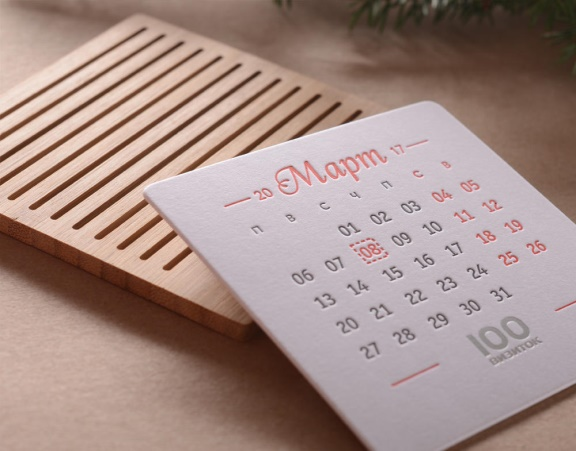 20 Март 17
П В С Ч П С В
01 02 03 04 05
06 07 08 09 10 11 12
13 14 15 16 17 18 19
20 21 22 23 24 25 26
27 28 29 30 31
100
ВИЗИТОК